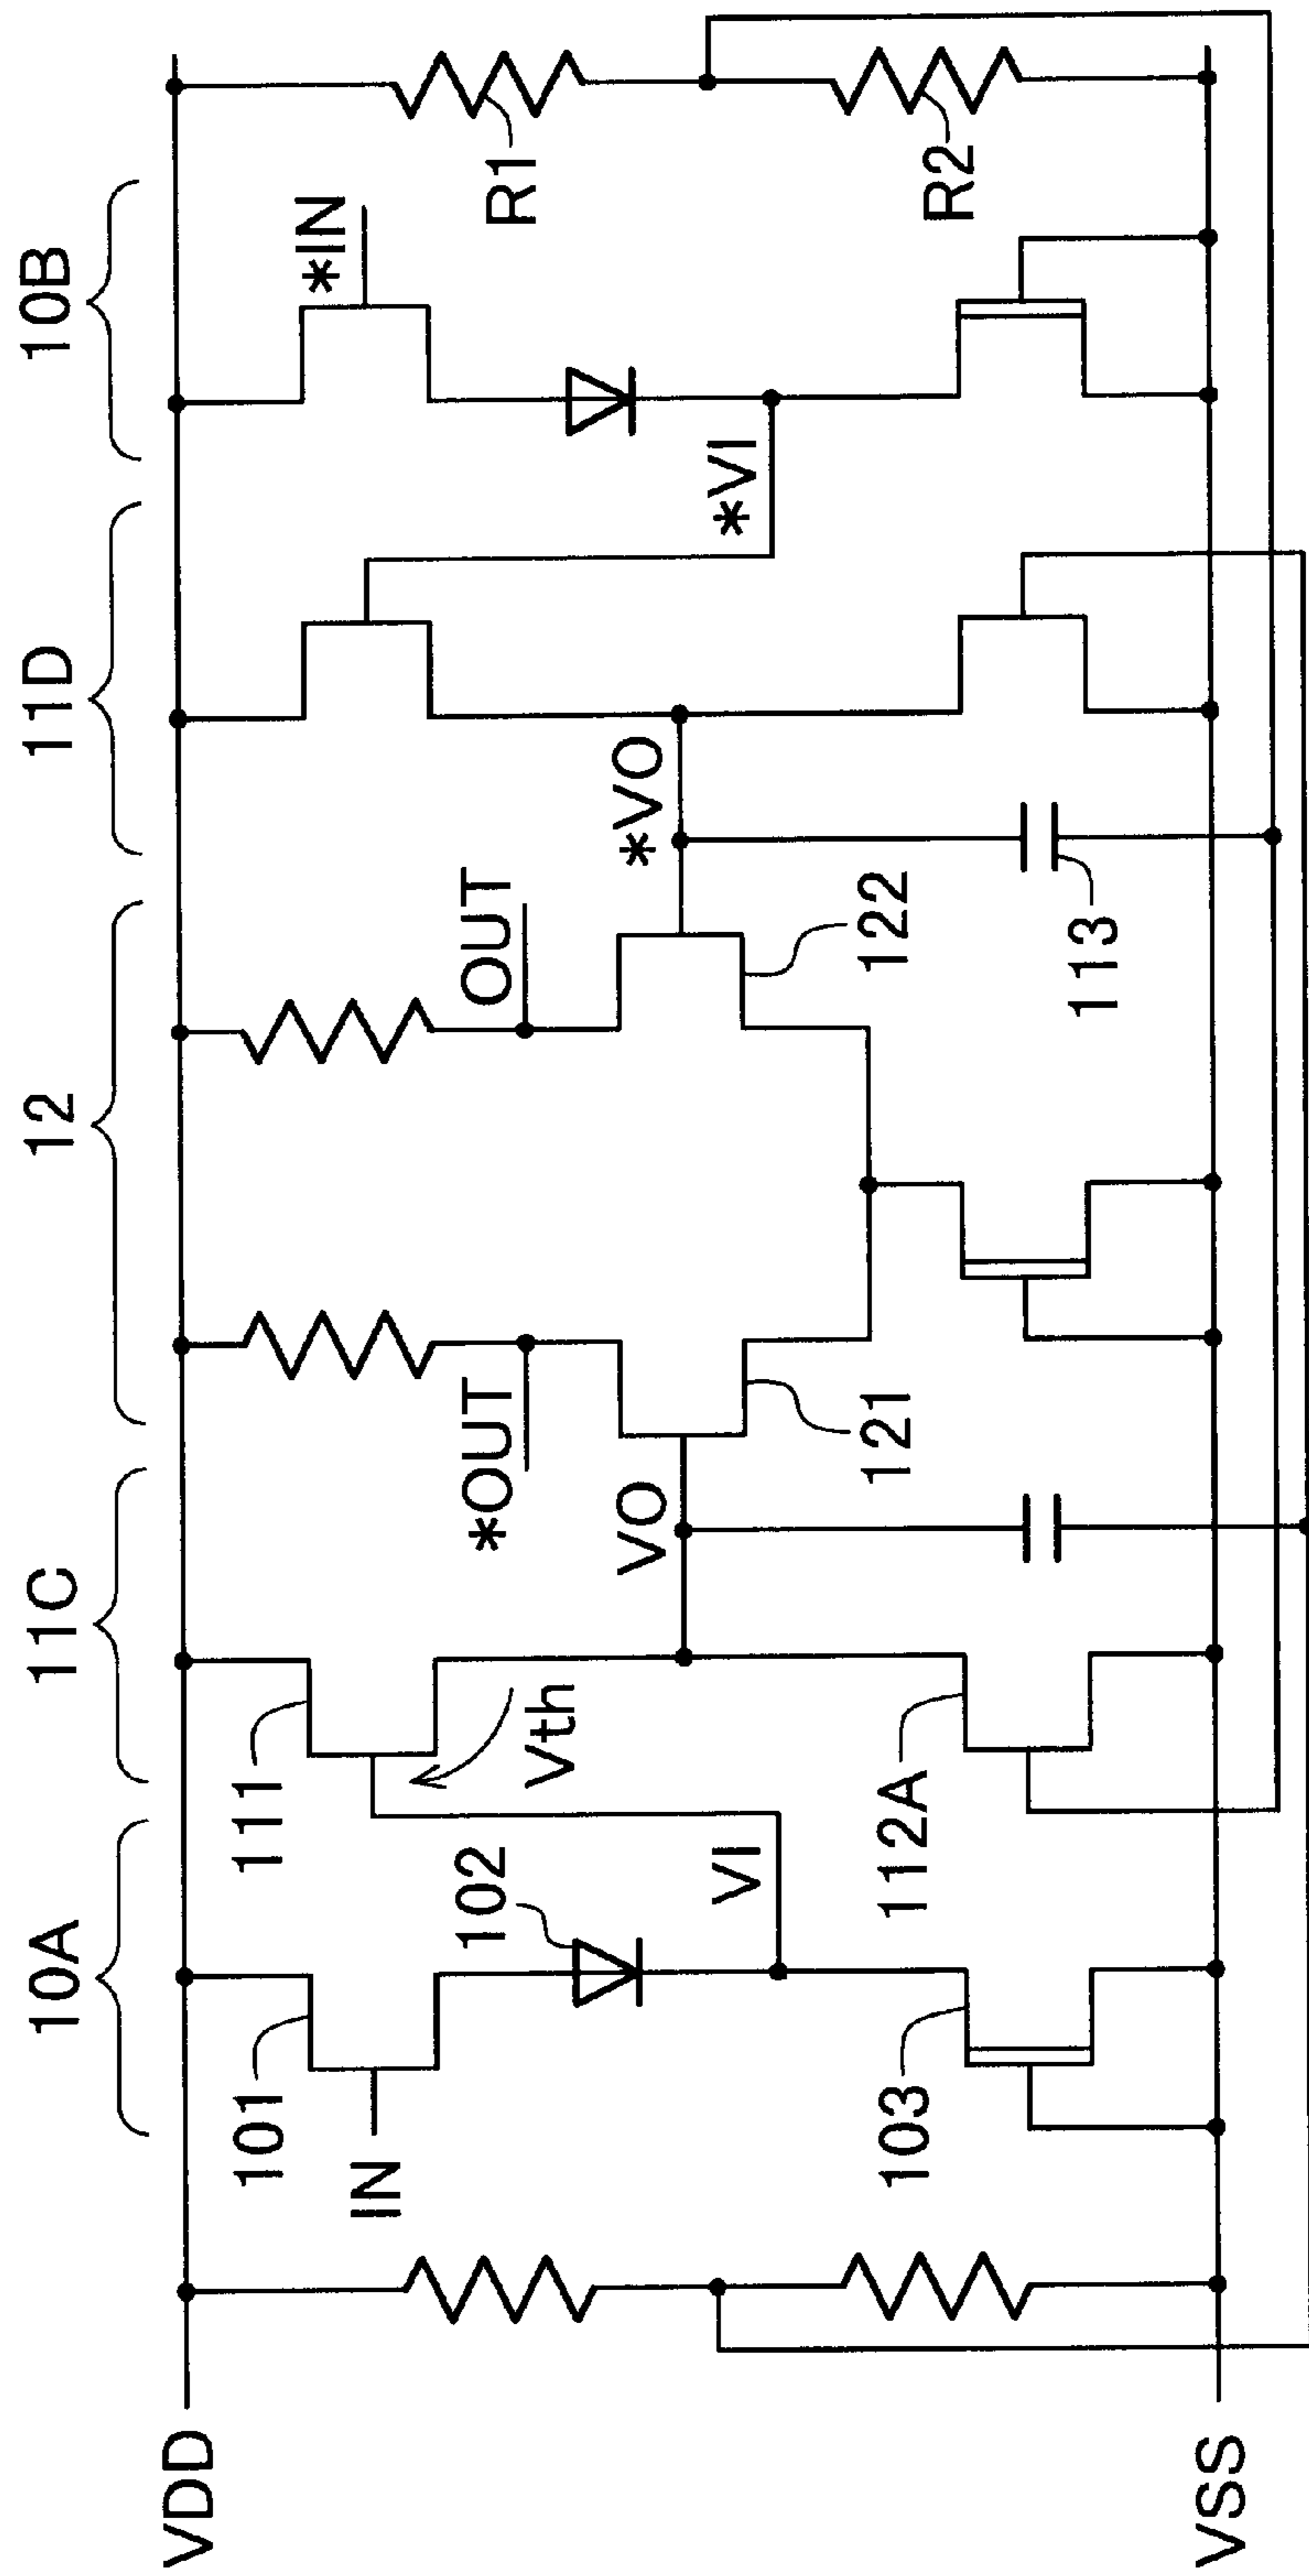 10A
11C
12
11D
10B
VDD
101
111
IN
Vth
*OUT
OUT
*IN
R1
102
VO
*VO
VI
*VI
103
112A
121
122
113
R2
VSS